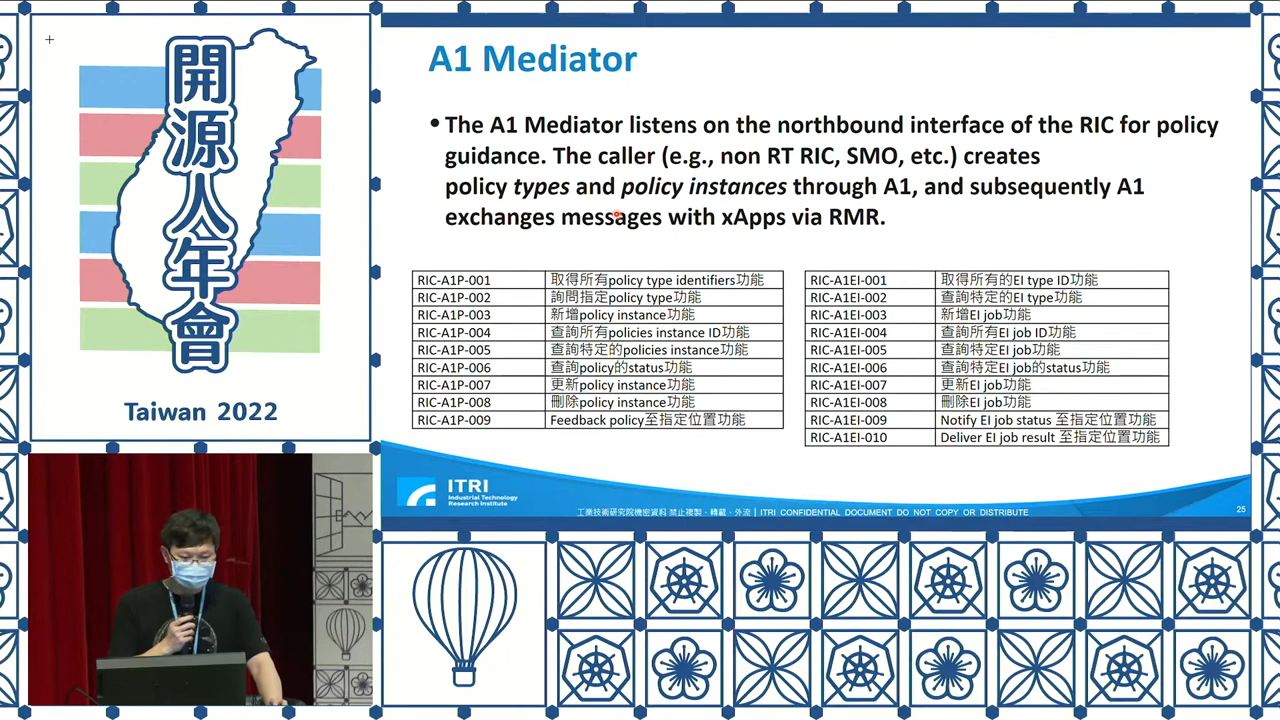 開源人年會
Taiwan 2022
A1 Mediator
• The A1 Mediator listens on the northbound interface of the RIC for policy
guidance. The caller (e.g., non RT RIC, SMO, etc.) creates
policy types and policy instances through A1, and subsequently A1
exchanges messages with xApps via RMR.
RIC-A1P-001 取得所有policy type identifiers功能
RIC-A1P-002 詢問指定policy type功能
RIC-A1P-003 新增policy instance功能
RIC-A1P-004 查詢所有policies instance ID功能
RIC-A1P-005 查詢特定的policies instance功能
RIC-A1P-006 查詢policy的status功能
RIC-A1P-007 更新policy instance功能
RIC-A1P-008 刪除policy instance功能
RIC-A1P-009 Feedback policy至指定位置功能
RIC-A1EI-001 取得所有的EI type ID功能
RIC-A1EI-002 查詢特定的EI type功能
RIC-A1EI-003 新增EI job功能
RIC-A1EI-004 查詢所有EI job ID功能
RIC-A1EI-005 查詢特定EI job功能
RIC-A1EI-006 查詢特定EI job的status功能
RIC-A1EI-007 更新EI job功能
RIC-A1EI-008 刪除EI job功能
RIC-A1EI-009 Notify EI job status 至指定位置功能
RIC-A1EI-010 Deliver EI job result 至指定位置功能
ITRI
Industrial Technology
Research Institute
工業技術研究院機密資料 禁止複製、轉載、外流 | ITRI CONFIDENTIAL DOCUMENT DO NOT COPY OR DISTRIBUTE
25